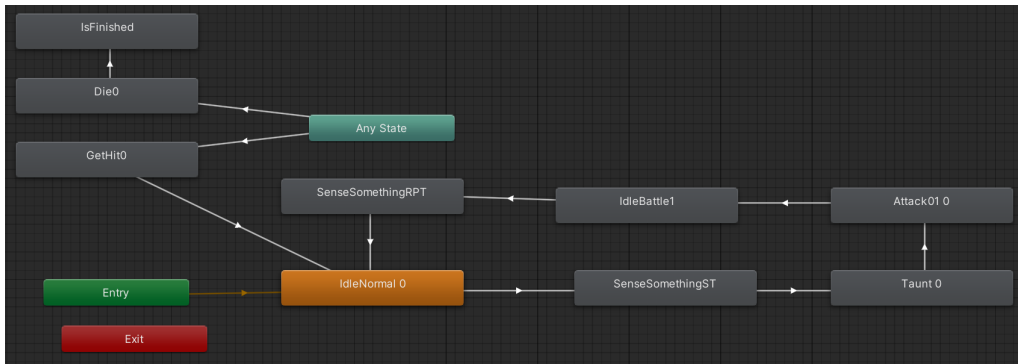 IsFinished
Die0
Any State
GetHit0
SenseSomethingRPT
IdleBattle1
Attack01 0
Entry
IdleNormal 0
SenseSomethingST
Taunt 0
Exit